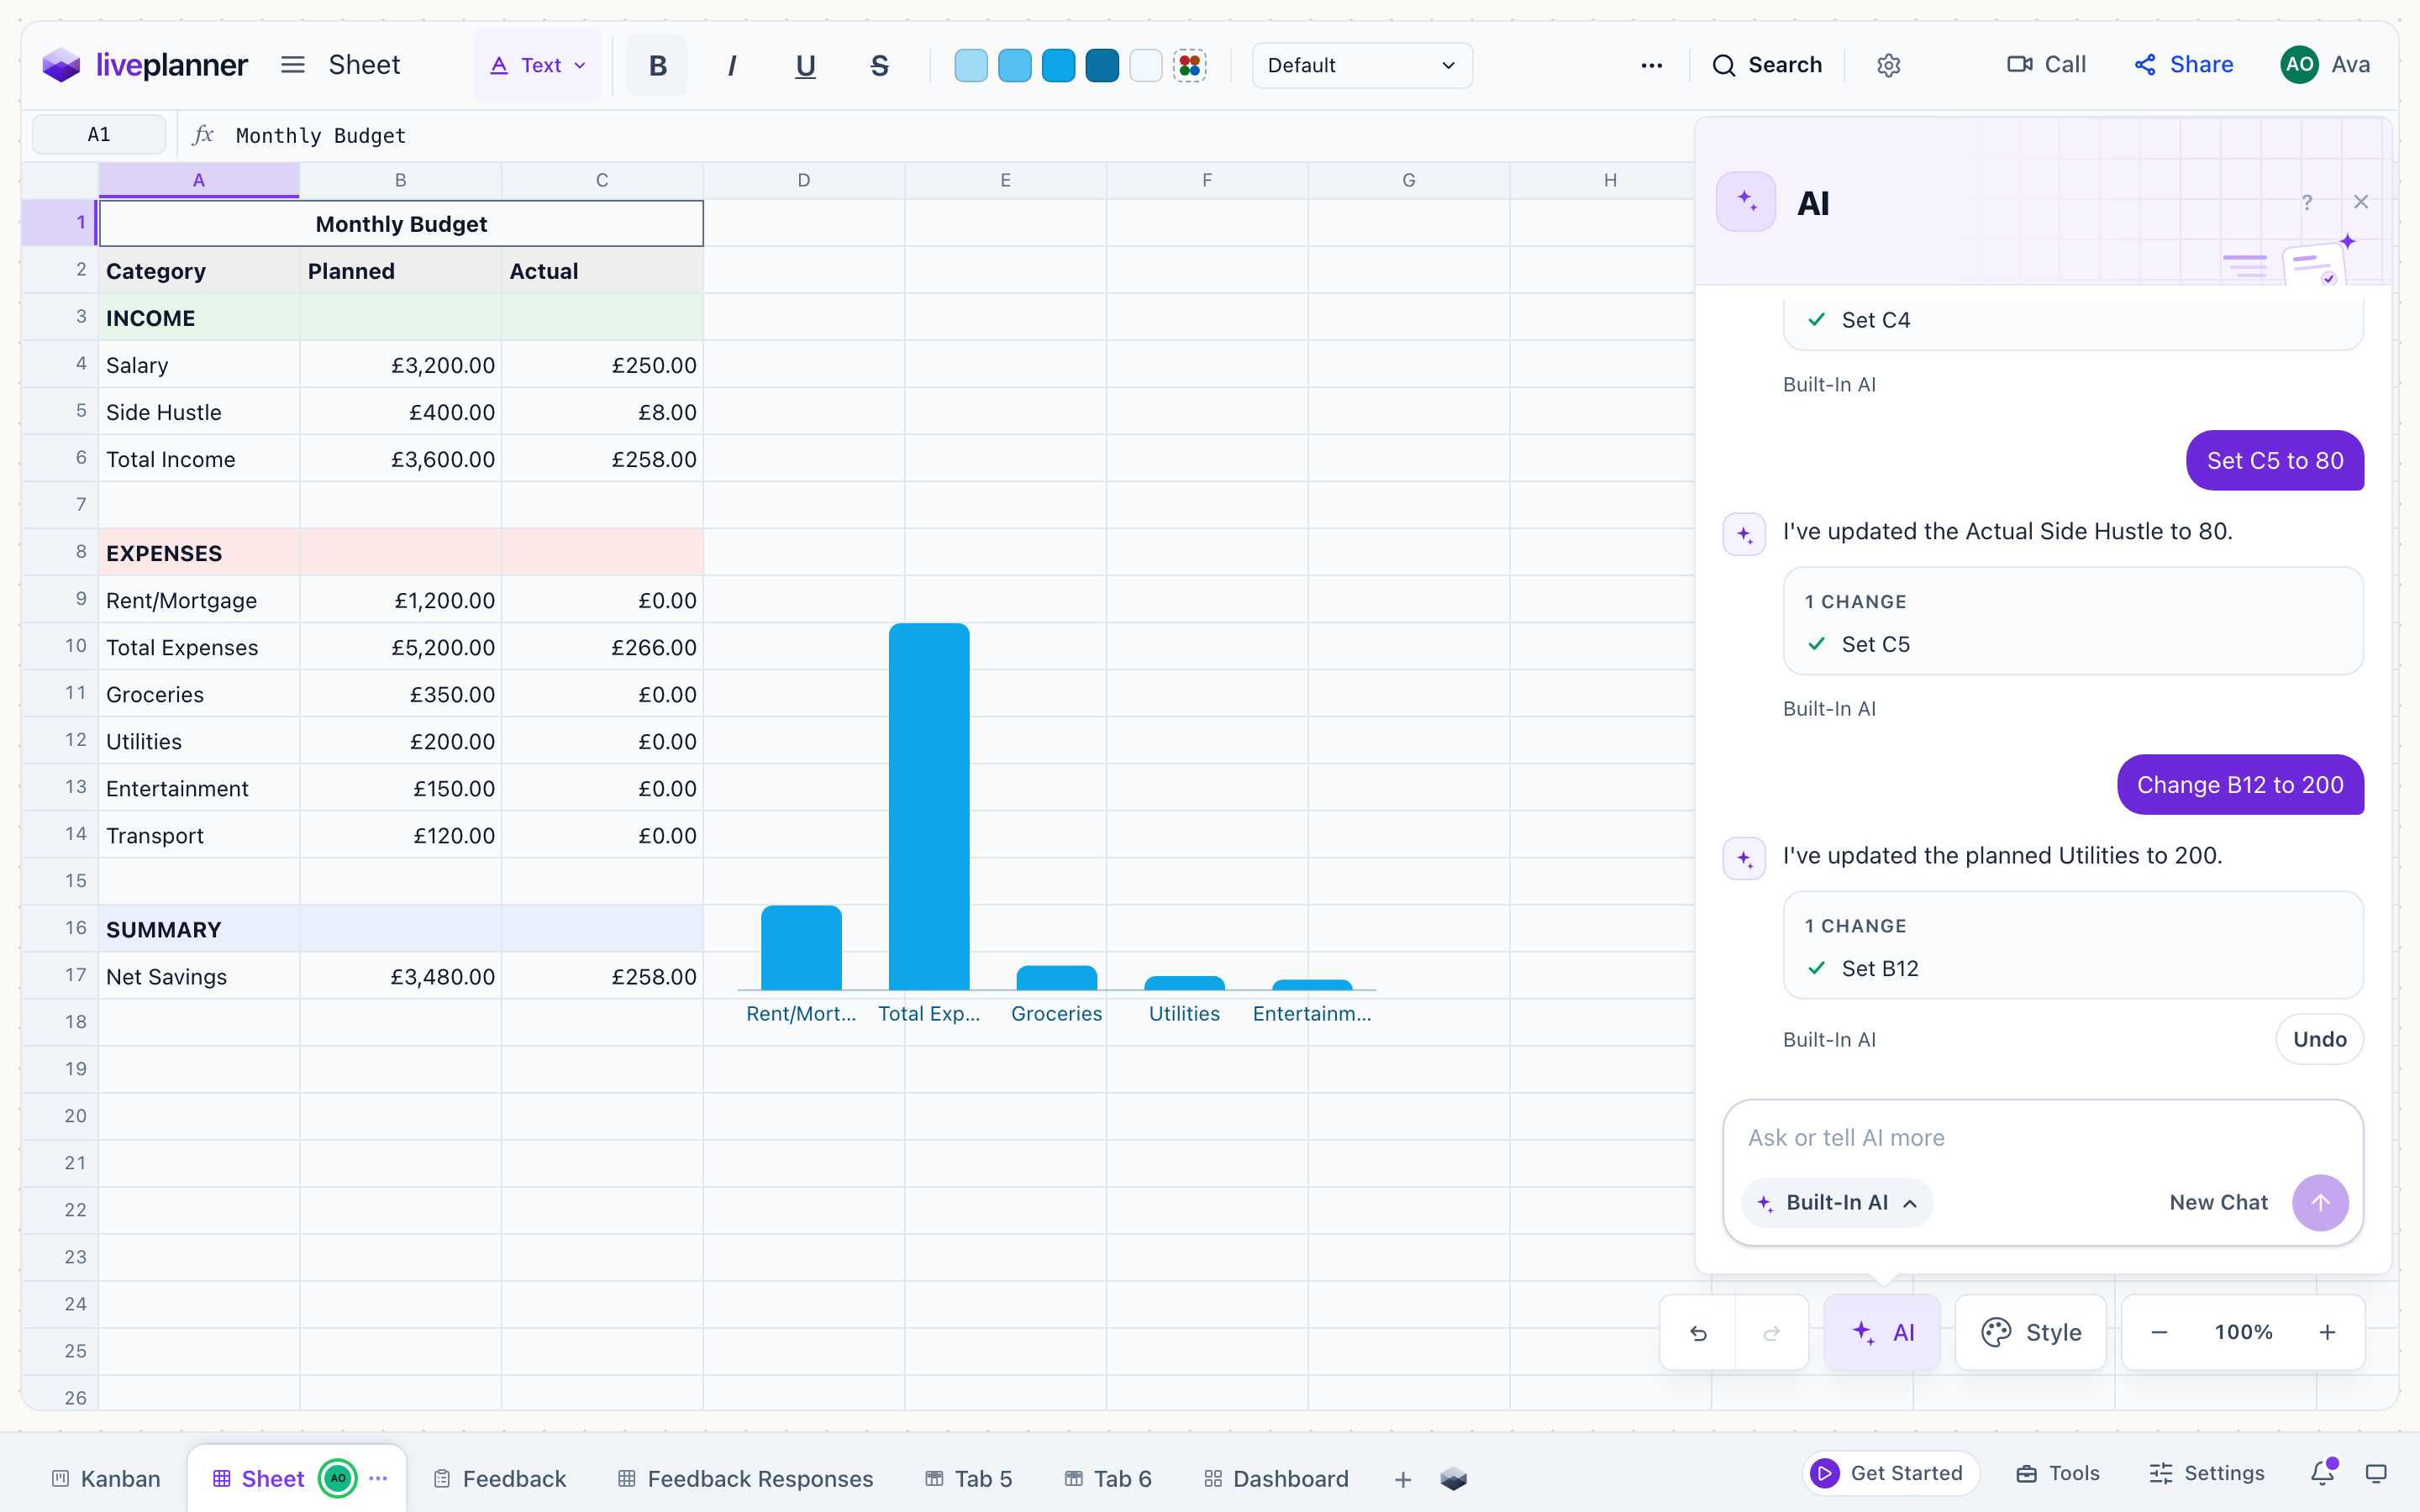 liveplanner
Sheet
Text
B
I
U
S
Default
Search
Call
Share
AO
Ava
A1
fx
Monthly Budget
A
B
C
D
E
F
G
H
1
Monthly Budget
2
Category
Planned
Actual
3
INCOME
4
Salary
£3,200.00
£250.00
5
Side Hustle
£400.00
£8.00
6
Total Income
£3,600.00
£258.00
7
8
EXPENSES
9
Rent/Mortgage
£1,200.00
£0.00
10
Total Expenses
£5,200.00
£266.00
11
Groceries
£350.00
£0.00
12
Utilities
£200.00
£0.00
13
Entertainment
£150.00
£0.00
14
Transport
£120.00
£0.00
15
16
SUMMARY
17
Net Savings
£3,480.00
£258.00
18
19
20
21
22
23
24
25
26
Rent/Mort...
Total Exp...
Groceries
Utilities
Entertainm...
AI
?
Set C4
Built-In AI
Set C5 to 80
I've updated the Actual Side Hustle to 80.
1 CHANGE
Set C5
Built-In AI
Change B12 to 200
I've updated the planned Utilities to 200.
1 CHANGE
Set B12
Built-In AI
Undo
Ask or tell AI more
Built-In AI
New Chat
AI
Style
100%
Kanban
Sheet
AO
Feedback
Feedback Responses
Tab 5
Tab 6
Dashboard
Get Started
Tools
Settings